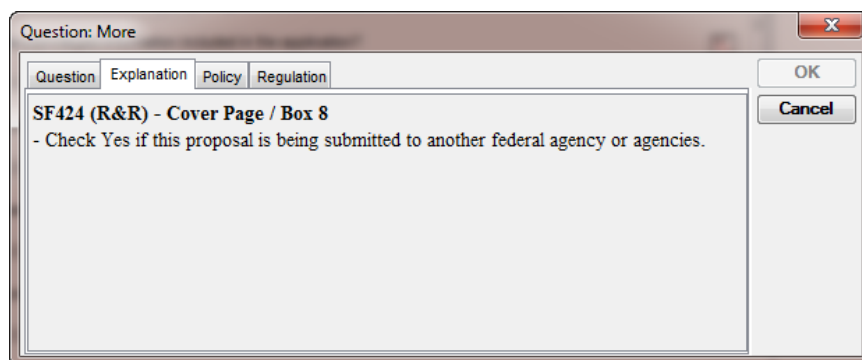 Question: More
Question Explanation Policy Regulation
OK
Cancel
SF424 (R&R) - Cover Page / Box 8
- Check Yes if this proposal is being submitted to another federal agency or agencies.